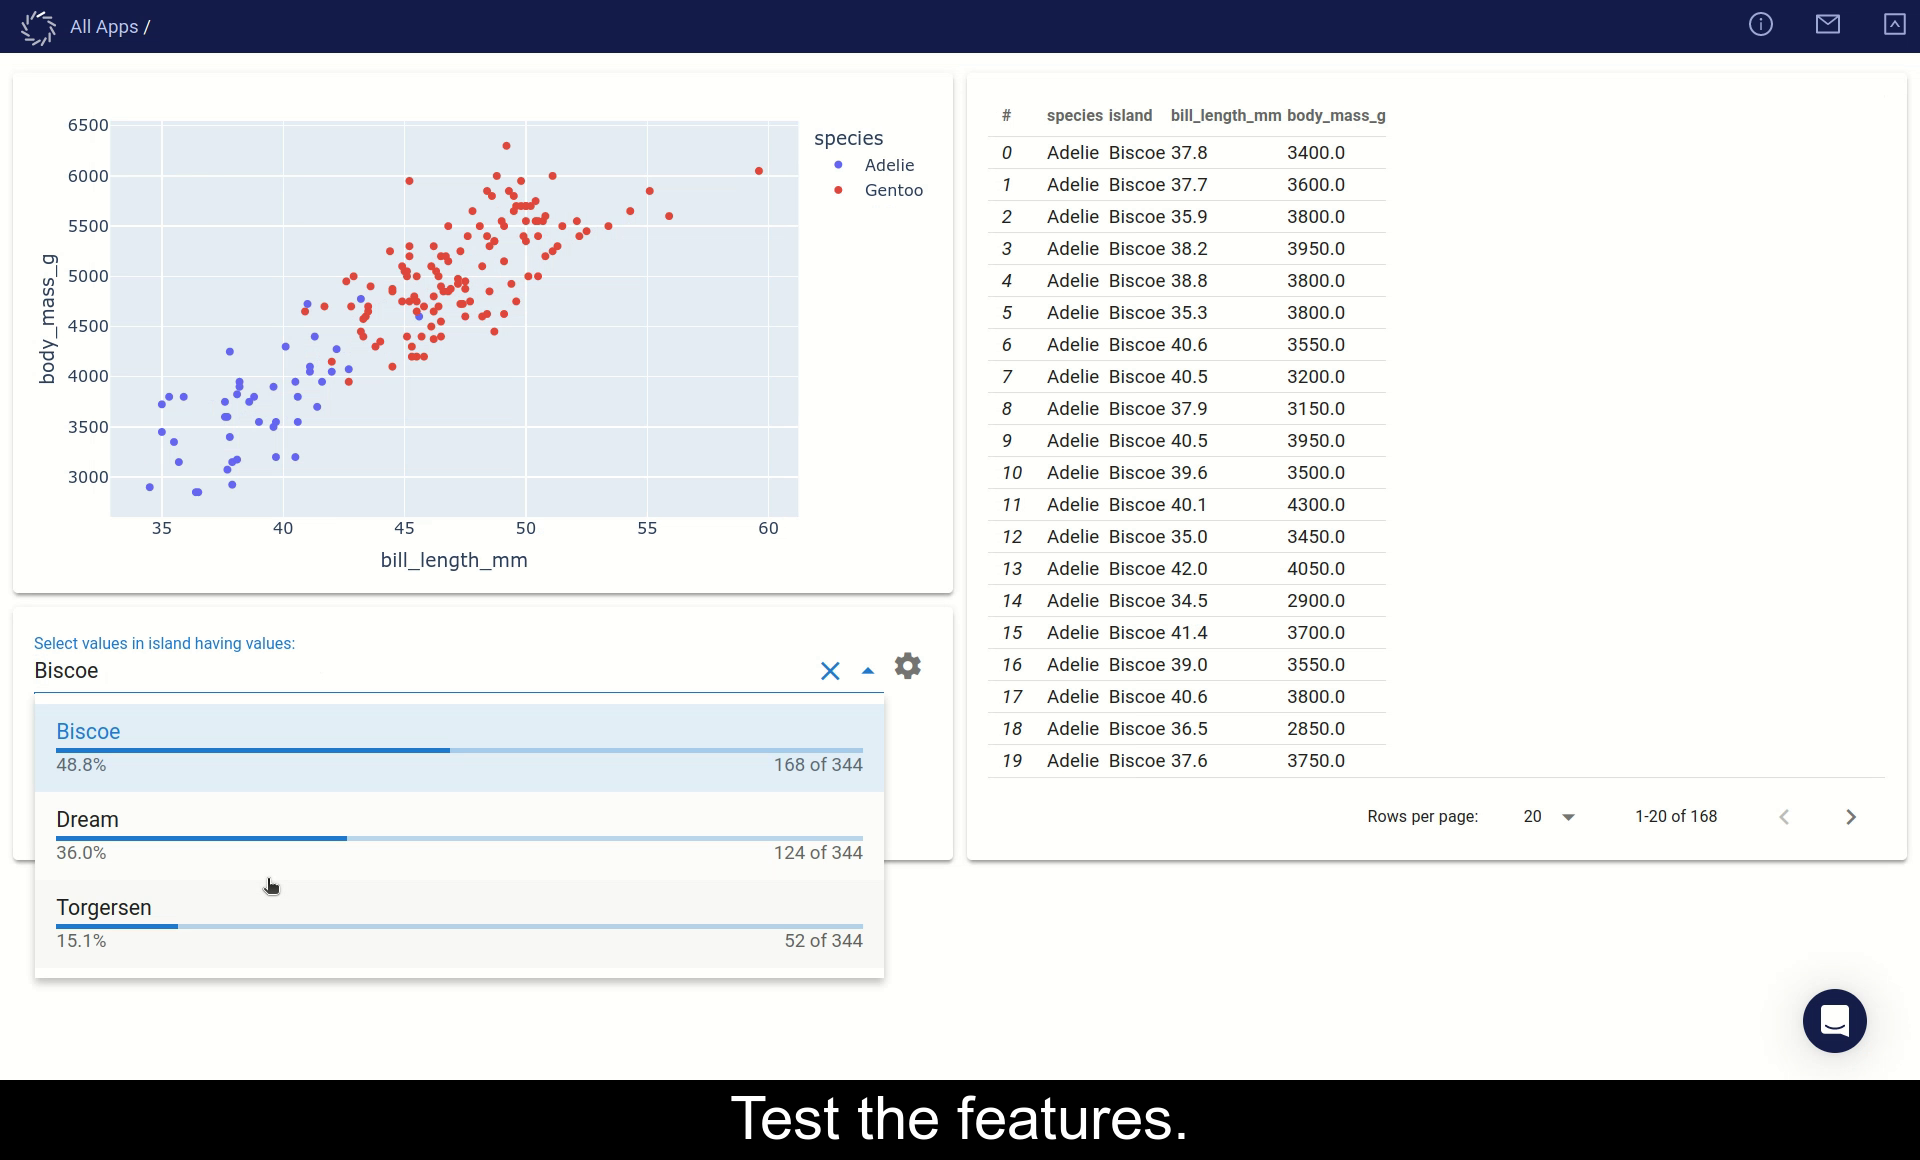 All Apps /
species
Adelie
Gentoo
6500
6000
5500
5000
4500
4000
3500
3000
body_mass_g
35 40 45 50 55 60
bill_length_mm
Select values in island having values:
Biscoe
Biscoe
48.8% 168 of 344
Dream
36.0% 124 of 344
Torgersen
15.1% 52 of 344
# species island bill_length_mm body_mass_g
0 Adelie Biscoe 37.8 3400.0
1 Adelie Biscoe 37.7 3600.0
2 Adelie Biscoe 35.9 3800.0
3 Adelie Biscoe 38.2 3950.0
4 Adelie Biscoe 38.8 3800.0
5 Adelie Biscoe 35.3 3800.0
6 Adelie Biscoe 40.6 3550.0
7 Adelie Biscoe 40.5 3200.0
8 Adelie Biscoe 37.9 3150.0
9 Adelie Biscoe 40.5 3950.0
10 Adelie Biscoe 39.6 3500.0
11 Adelie Biscoe 40.1 4300.0
12 Adelie Biscoe 35.0 3450.0
13 Adelie Biscoe 42.0 4050.0
14 Adelie Biscoe 34.5 2900.0
15 Adelie Biscoe 41.4 3700.0
16 Adelie Biscoe 39.0 3550.0
17 Adelie Biscoe 40.6 3800.0
18 Adelie Biscoe 36.5 2850.0
19 Adelie Biscoe 37.6 3750.0
Rows per page: 20 1-20 of 168
Test the features.